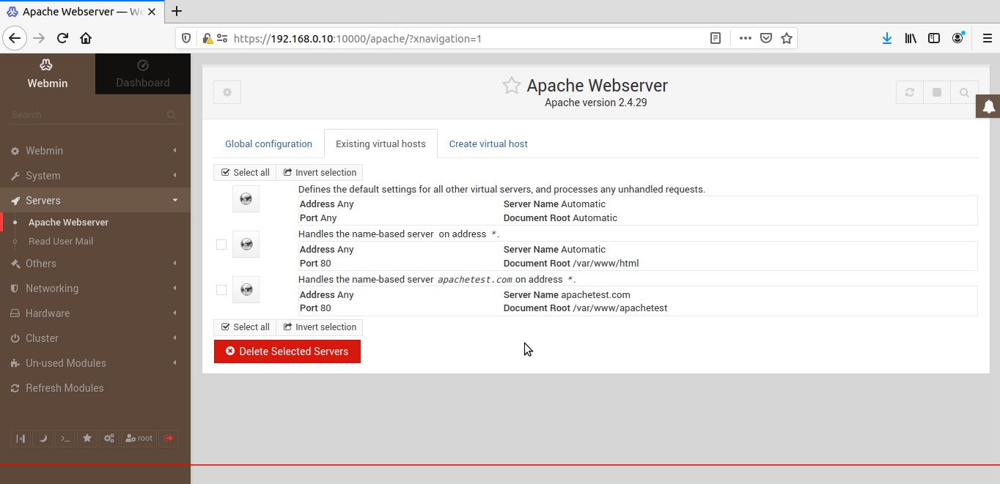 Apache Webserver — We
https://192.168.0.10:10000/apache/?xnavigation=1
Webmin
Dashboard
Search
Webmin
System
Servers
Apache Webserver
Read User Mail
Others
Networking
Hardware
Cluster
Un-used Modules
Refresh Modules
root
Apache Webserver
Apache version 2.4.29
Global configuration
Existing virtual hosts
Create virtual host
Select all
Invert selection
Defines the default settings for all other virtual servers, and processes any unhandled requests.
Address Any
Server Name Automatic
Port Any
Document Root Automatic
Handles the name-based server on address *.
Address Any
Server Name Automatic
Port 80
Document Root /var/www/html
Handles the name-based server apachetest.com on address *.
Address Any
Server Name apachetest.com
Port 80
Document Root /var/www/apachetest
Select all
Invert selection
Delete Selected Servers